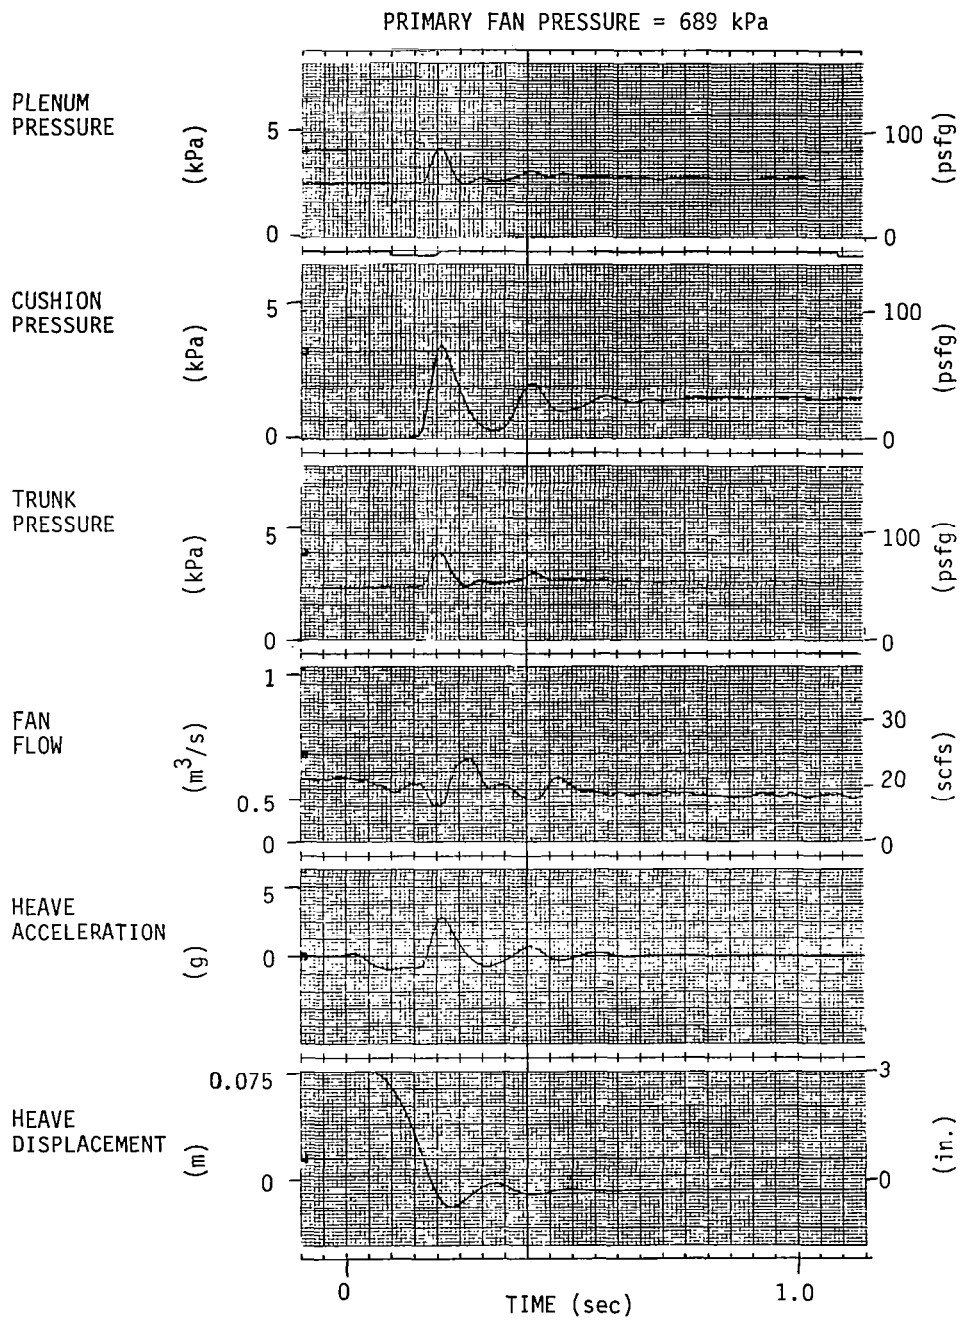 PRIMARY FAN PRESSURE = 689 kPa
PLENUM
PRESSURE
(kPa)
5
0
100
0
(psfg)
CUSHION
PRESSURE
(kPa)
5
0
100
0
(psfg)
TRUNK
PRESSURE
(kPa)
5
0
100
0
(psfg)
FAN
FLOW
(m³/s)
1
0.5
0
30
20
0
(scfs)
HEAVE
ACCELERATION
(g)
5
0
HEAVE
DISPLACEMENT
(m)
0.075
0
3
0
(in.)
0
1.0
TIME (sec)